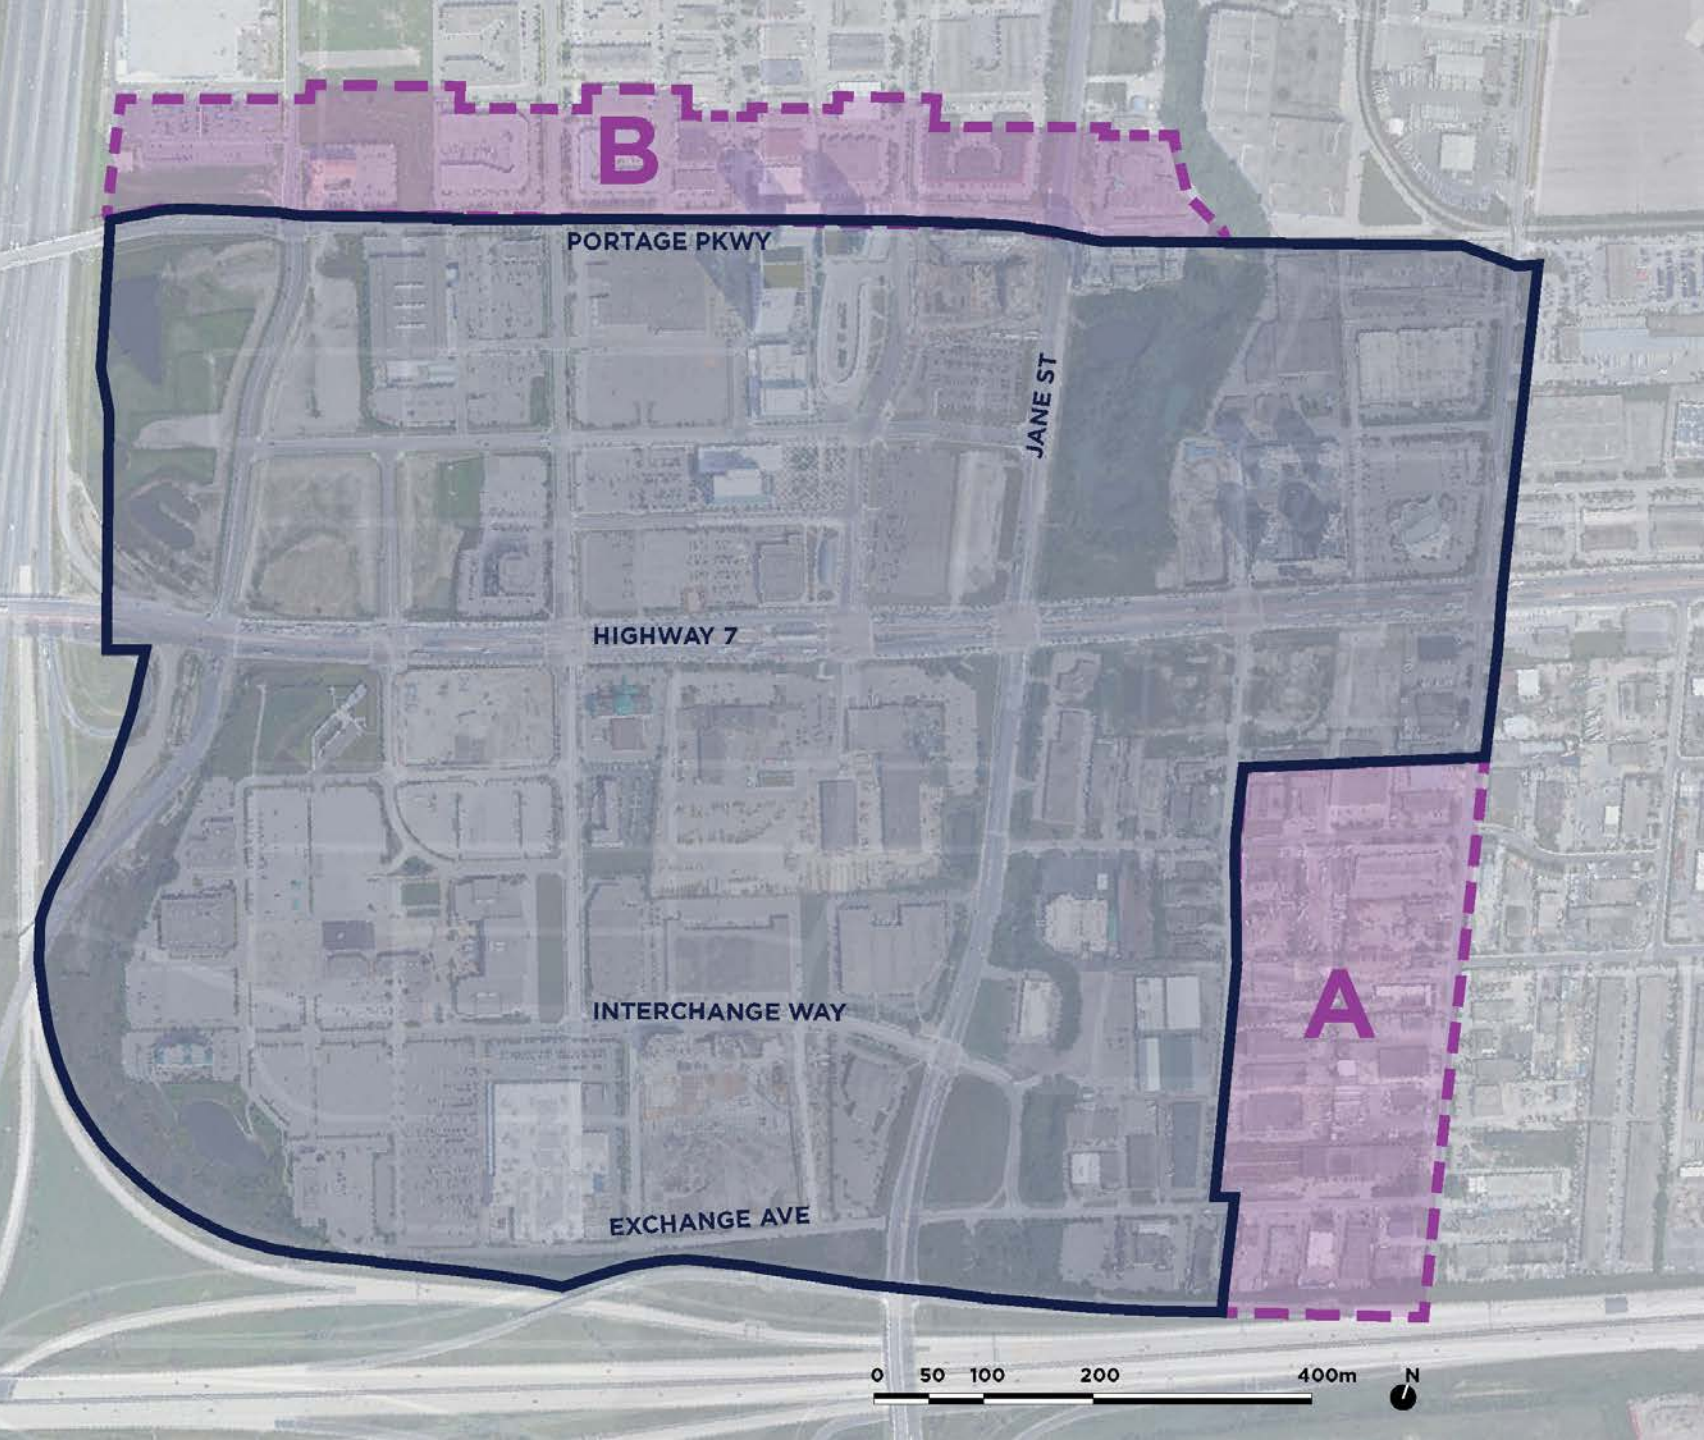 B
PORTAGE PKWY
JANE ST
HIGHWAY 7
A
INTERCHANGE WAY
EXCHANGE AVE
0 50 100 200 400m N